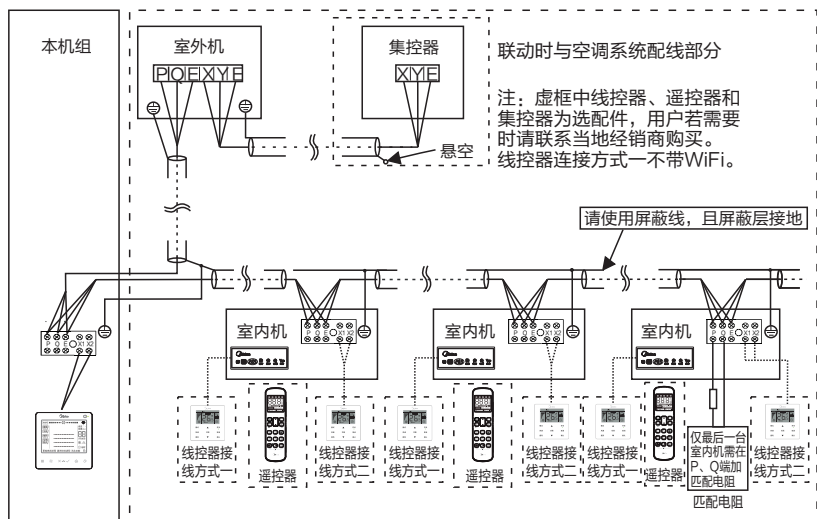 本机组
室外机
P Q E X Y E
集控器
X Y E
联动时与空调系统配线部分
注：虚框中线控器、遥控器和
集控器为选配件，用户若需要
时请联系当地经销商购买。
线控器连接方式一不带WiFi。
悬空
请使用屏蔽线，且屏蔽层接地
P Q E X1 X2
室内机
P Q E X1 X2
Midea
室内机
P Q E X1 X2
Midea
室内机
P Q E X1 X2
Midea
线控器接
线方式一
遥控器
线控器接
线方式二
线控器接
线方式一
遥控器
线控器接
线方式二
线控器接
线方式一
遥控器
仅最后一台
室内机需在
P、Q端加
匹配电阻
匹配电阻
线控器接
线方式二